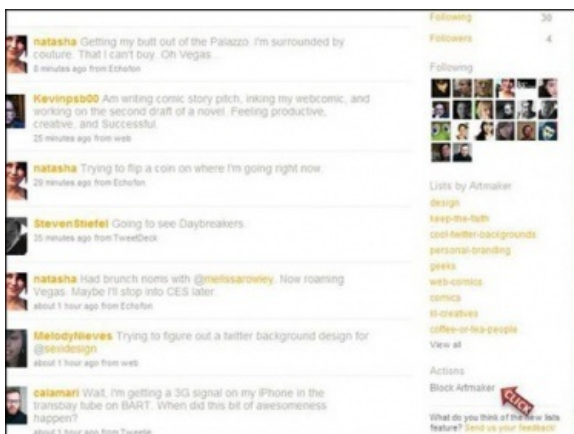 natasha Getting my butt out of the Palazzo. I'm surrounded by
couture. That I can't buy. Oh Vegas...
6 minutes ago from Echofon
Kevinpsb00 Am writing comic story pitch, inking my webcomic, and
working on the second draft of a novel. Feeling productive,
creative, and Successful.
25 minutes ago from web
natasha Trying to flip a coin on where I'm going right now.
29 minutes ago from Echofon
StevenStiefel Going to see Daybreakers.
35 minutes ago from TweetDeck
natasha Had brunch noms with @melissarowley. Now roaming
Vegas. Maybe I'll stop into CES later.
about 1 hour ago from Echofon
MelodyNieves Trying to figure out a twitter background design for
@sexidesign
about 1 hour ago from web
calamari Wait, I'm getting a 3G signal on my iPhone in the
transbay tube on BART. When did this bit of awesomeness
happen?
about 1 hour ago from Tweetie
Following 30
Followers 4
Following
Lists by Artmaker
design
keep-the-faith
cool-twitter-backgrounds
personal-branding
geeks
web-comics
comics
coffee-or-tea-people
View all
Actions
Block Artmaker
CLICK
What do you think of the new lists
feature? Send us your feedback!